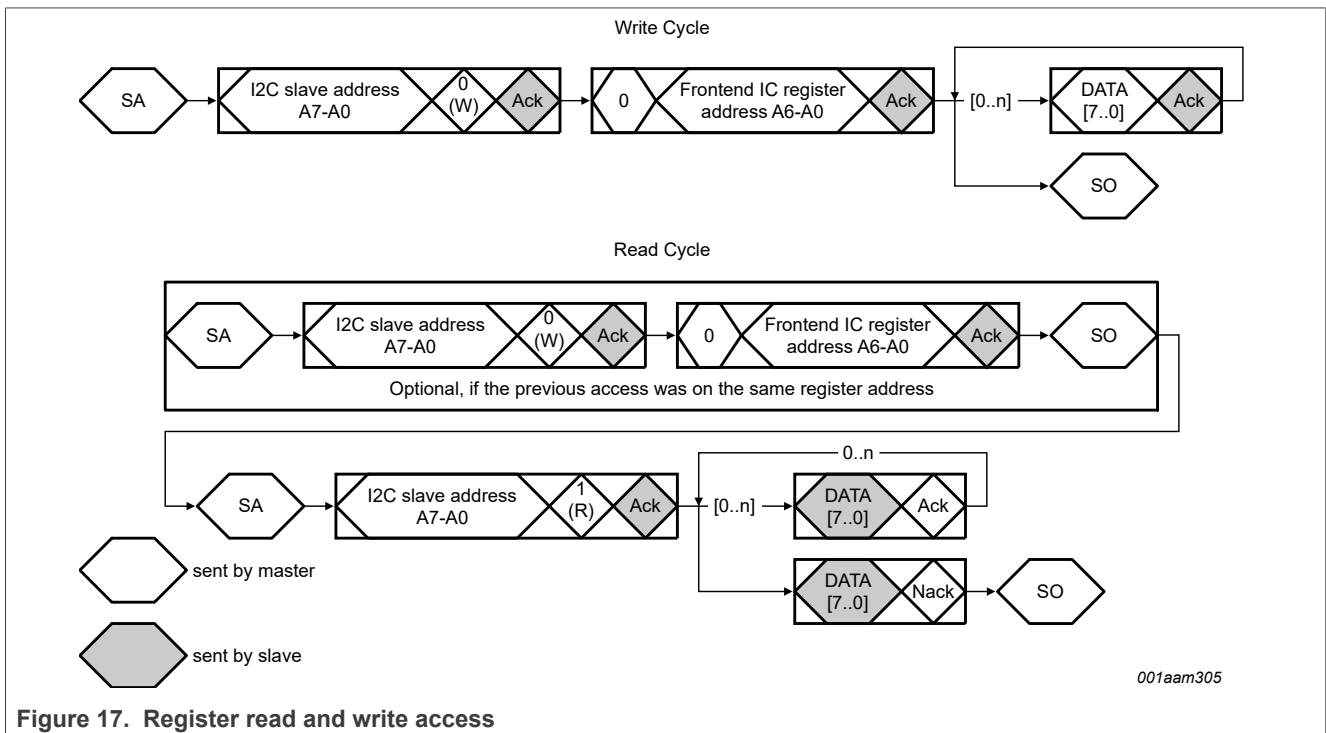 Write Cycle
SA
I2C slave address
A7-A0
0
(W)
Ack
0
Frontend IC register
address A6-A0
Ack
[0..n]
DATA
[7..0]
Ack
SO
Read Cycle
SA
I2C slave address
A7-A0
0
(W)
Ack
0
Frontend IC register
address A6-A0
Ack
SO
Optional, if the previous access was on the same register address
SA
I2C slave address
A7-A0
1
(R)
Ack
[0..n]
0..n
DATA
[7..0]
Ack
DATA
[7..0]
Nack
SO
sent by master
sent by slave
001aam305
Figure 17. Register read and write access